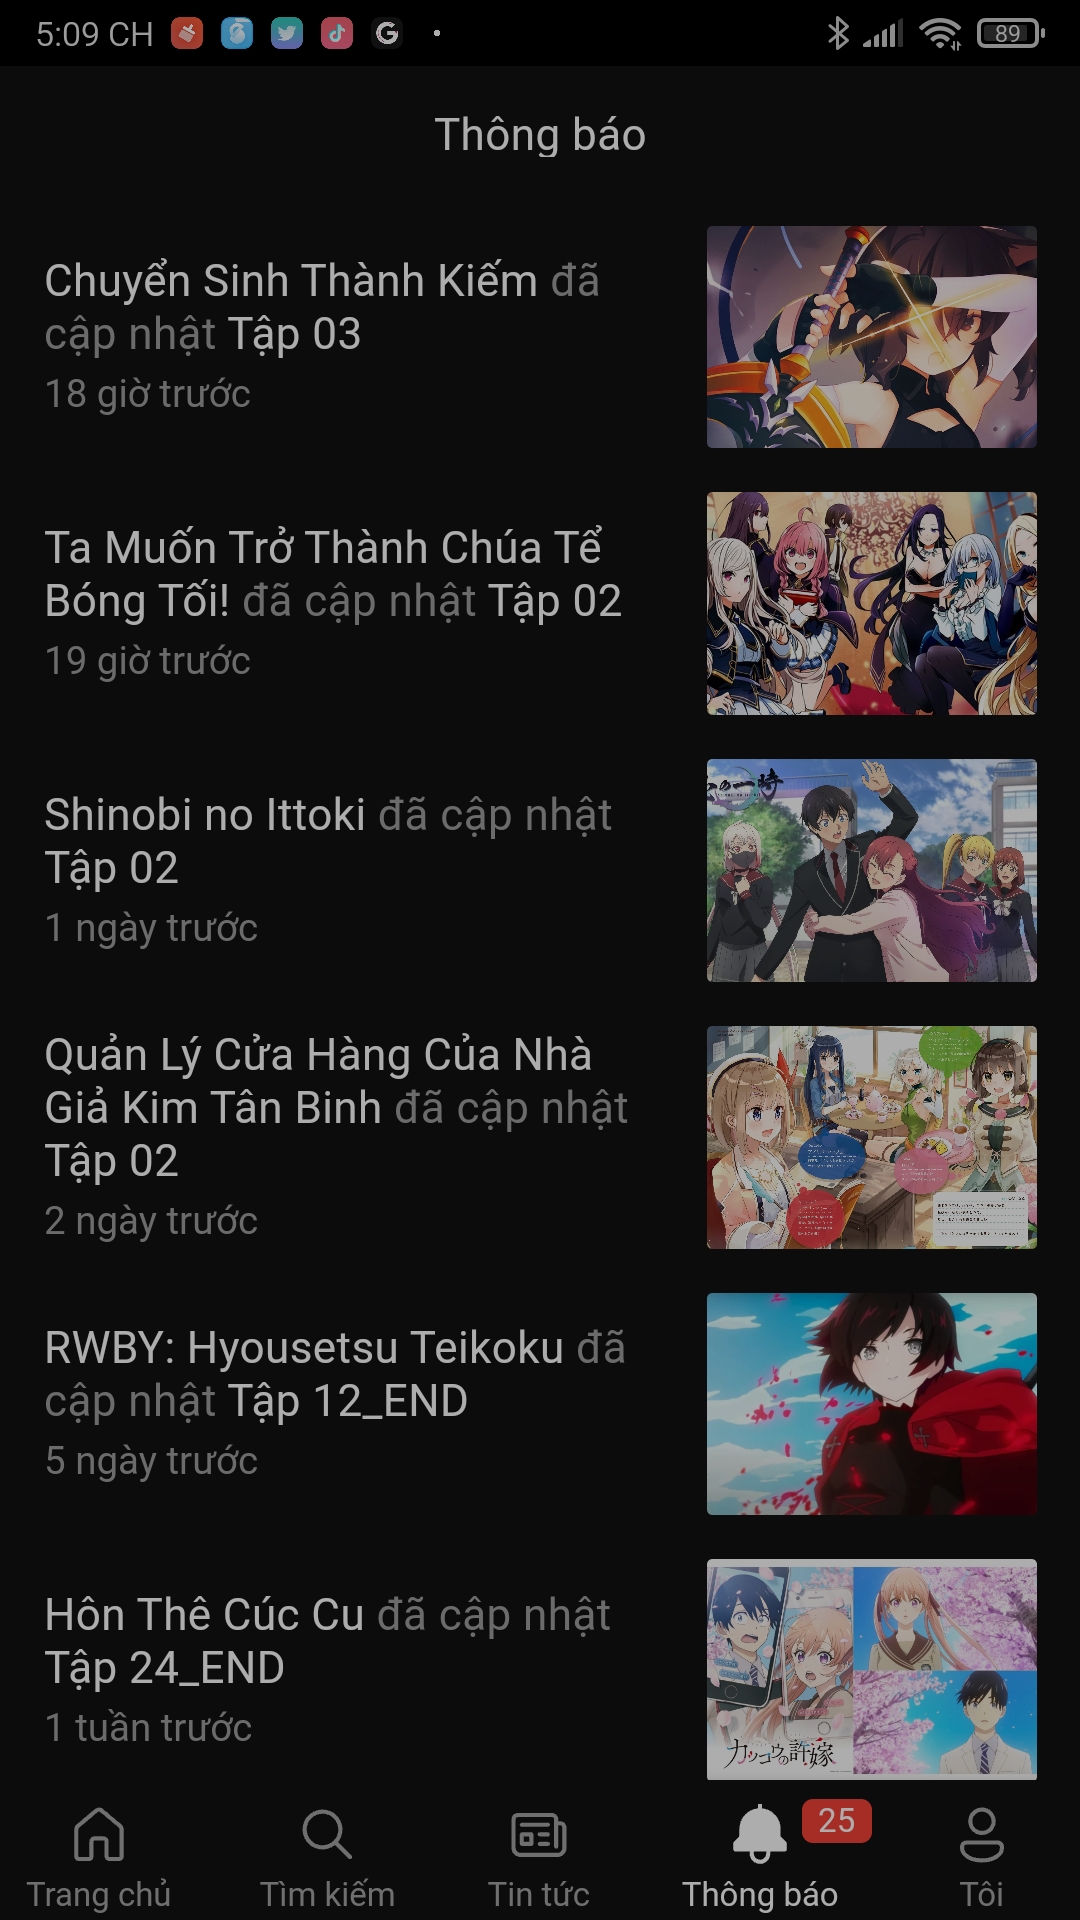 5:09 CH
89
Thông báo
Chuyển Sinh Thành Kiếm đã
cập nhật Tập 03
18 giờ trước
Ta Muốn Trở Thành Chúa Tể
Bóng Tối! đã cập nhật Tập 02
19 giờ trước
Shinobi no Ittoki đã cập nhật
Tập 02
1 ngày trước
Quản Lý Cửa Hàng Của Nhà
Giả Kim Tân Binh đã cập nhật
Tập 02
2 ngày trước
RWBY: Hyousetsu Teikoku đã
cập nhật Tập 12_END
5 ngày trước
Hôn Thê Cúc Cu đã cập nhật
Tập 24_END
1 tuần trước
カッコウの許嫁
25
Trang chủ
Tìm kiếm
Tin tức
Thông báo
Tôi